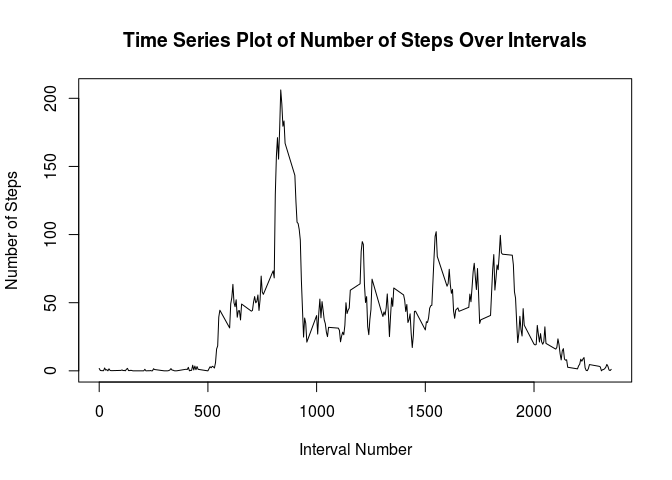 Time Series Plot of Number of Steps Over Intervals
Number of Steps
200
150
100
50
0
0 500 1000 1500 2000
Interval Number